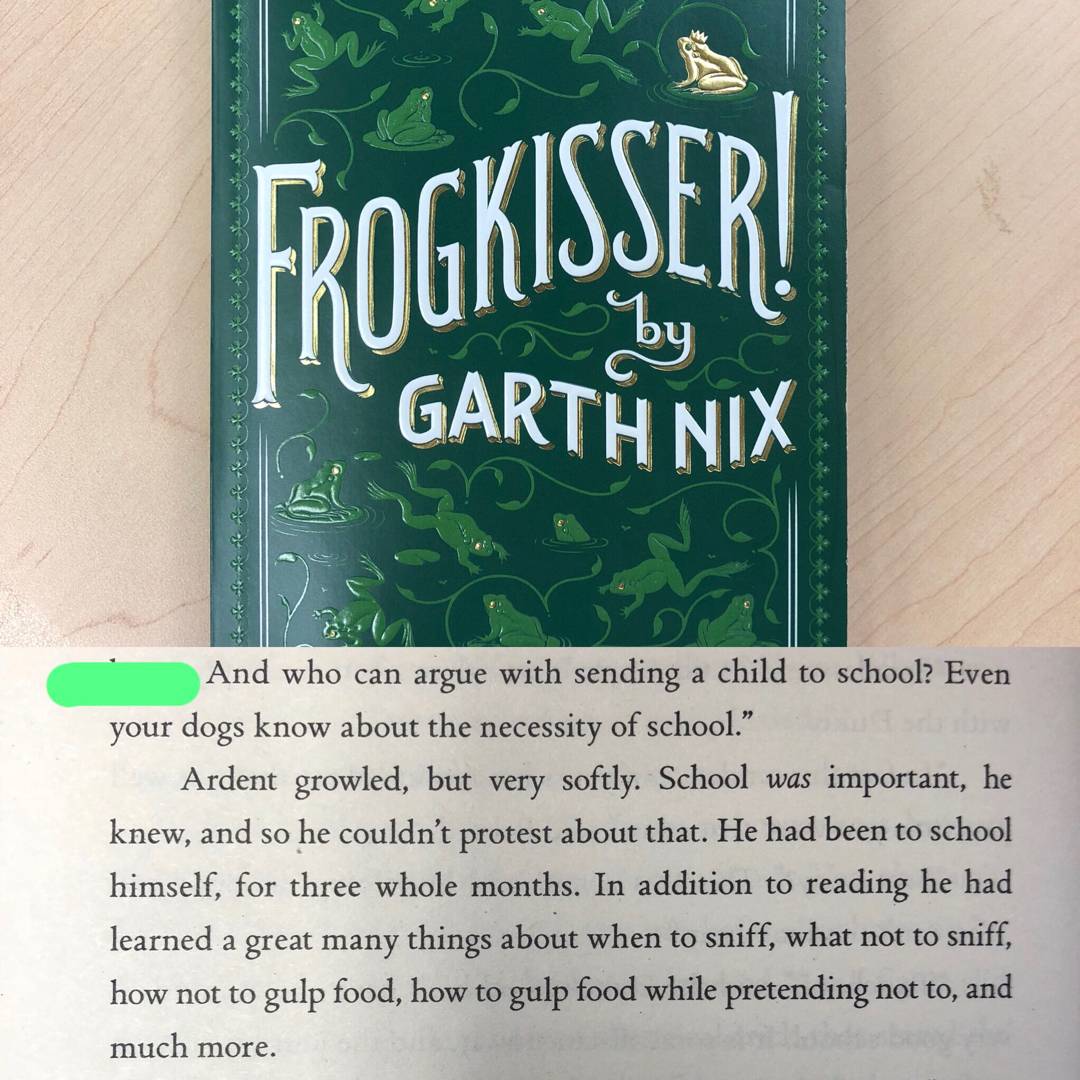 FROGKISSER!
by
GARTH NIX
And who can argue with sending a child to school? Even
your dogs know about the necessity of school.”
Ardent growled, but very softly. School was important, he
knew, and so he couldn’t protest about that. He had been to school
himself, for three whole months. In addition to reading he had
learned a great many things about when to sniff, what not to sniff,
how not to gulp food, how to gulp food while pretending not to, and
much more.